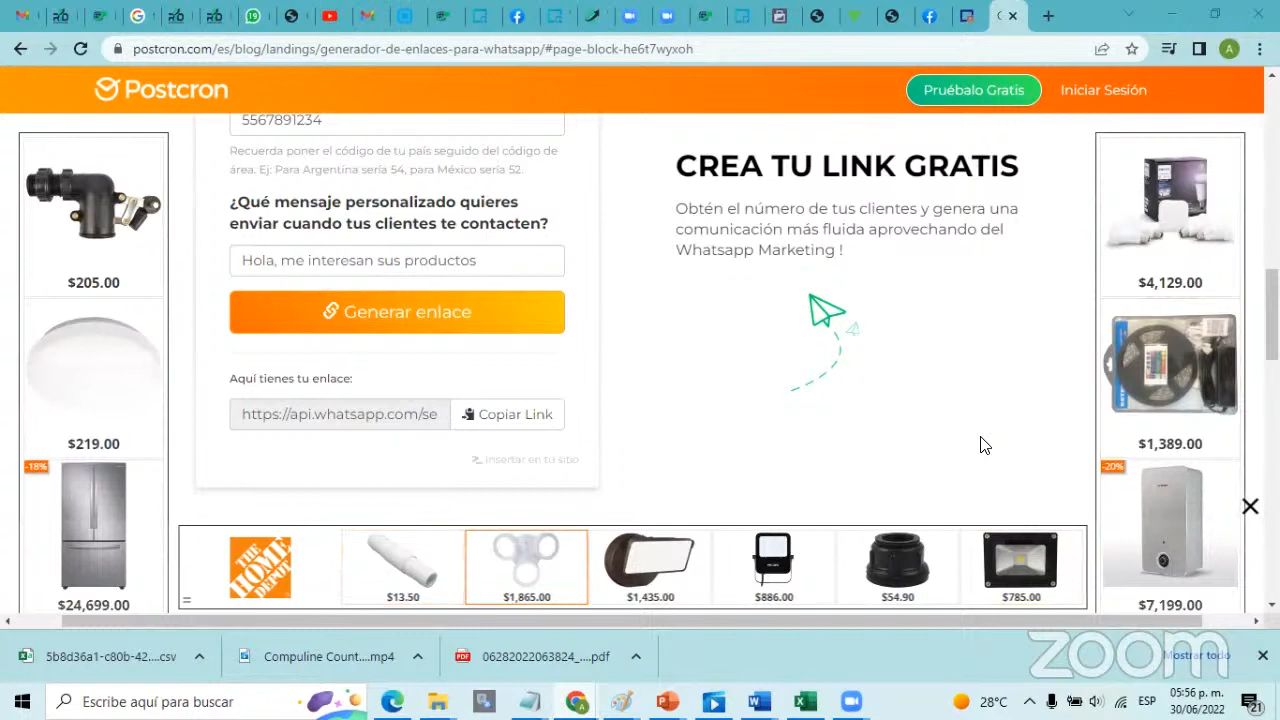 postcron.com/es/blog/landings/generador-de-enlaces-para-whatsapp/#page-block-he6t7wyxoh
A
Postcron
Pruébalo Gratis
Iniciar Sesión
5567891234
Recuerda poner el código de tu país seguido del código de
área. Ej: Para Argentina sería 54, para México sería 52.
¿Qué mensaje personalizado quieres
enviar cuando tus clientes te contacten?
Hola, me interesan sus productos
Generar enlace
Aquí tienes tu enlace:
https://api.whatsapp.com/se
Copiar Link
Insertar en tu sitio
CREA TU LINK GRATIS
Obtén el número de tus clientes y genera una
comunicación más fluida aprovechando del
Whatsapp Marketing !
$205.00
$219.00
-18%
$24,699.00
$4,129.00
$1,389.00
-20%
$7,199.00
THE HOME DEPOT
$13.50
$1,865.00
$1,435.00
$886.00
$54.90
$785.00
5b8d36a1-c80b-42....csv
Compuline Count....mp4
06282022063824_....pdf
Mostrar todo
zoom
Escribe aquí para buscar
28°C
ESP
05:56 p. m.
30/06/2022
21